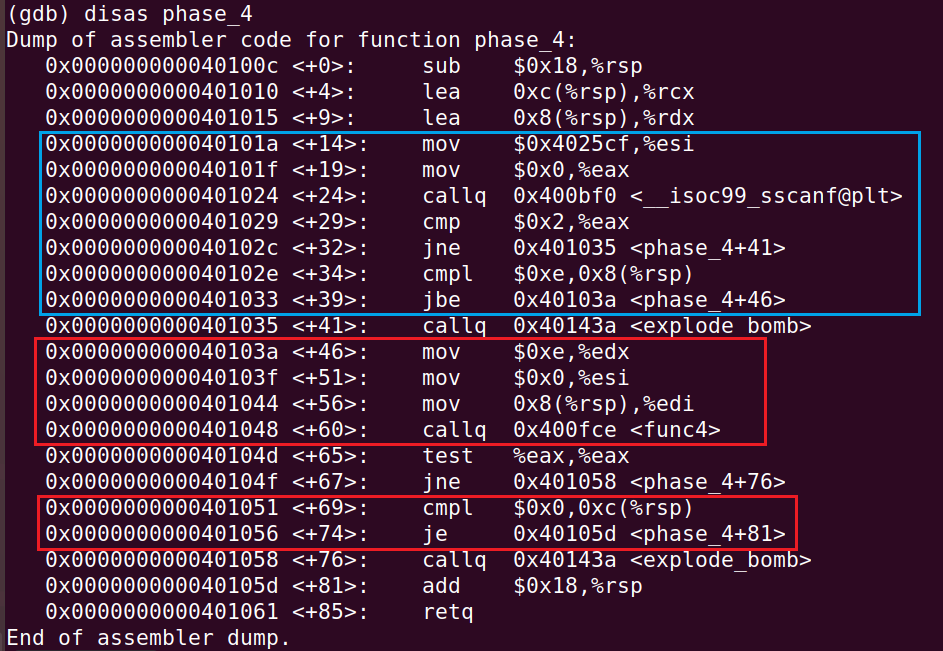 (gdb) disas phase_4
Dump of assembler code for function phase_4:
   0x000000000040100c <+0>:     sub    $0x18,%rsp
   0x0000000000401010 <+4>:     lea    0xc(%rsp),%rcx
   0x0000000000401015 <+9>:     lea    0x8(%rsp),%rdx
   0x000000000040101a <+14>:    mov    $0x4025cf,%esi
   0x000000000040101f <+19>:    mov    $0x0,%eax
   0x0000000000401024 <+24>:    callq  0x400bf0 <__isoc99_sscanf@plt>
   0x0000000000401029 <+29>:    cmp    $0x2,%eax
   0x000000000040102c <+32>:    jne    0x401035 <phase_4+41>
   0x000000000040102e <+34>:    cmpl   $0xe,0x8(%rsp)
   0x0000000000401033 <+39>:    jbe    0x40103a <phase_4+46>
   0x0000000000401035 <+41>:    callq  0x40143a <explode_bomb>
   0x000000000040103a <+46>:    mov    $0xe,%edx
   0x000000000040103f <+51>:    mov    $0x0,%esi
   0x0000000000401044 <+56>:    mov    0x8(%rsp),%edi
   0x0000000000401048 <+60>:    callq  0x400fce <func4>
   0x000000000040104d <+65>:    test   %eax,%eax
   0x000000000040104f <+67>:    jne    0x401058 <phase_4+76>
   0x0000000000401051 <+69>:    cmpl   $0x0,0xc(%rsp)
   0x0000000000401056 <+74>:    je     0x40105d <phase_4+81>
   0x0000000000401058 <+76>:    callq  0x40143a <explode_bomb>
   0x000000000040105d <+81>:    add    $0x18,%rsp
   0x0000000000401061 <+85>:    retq
End of assembler dump.